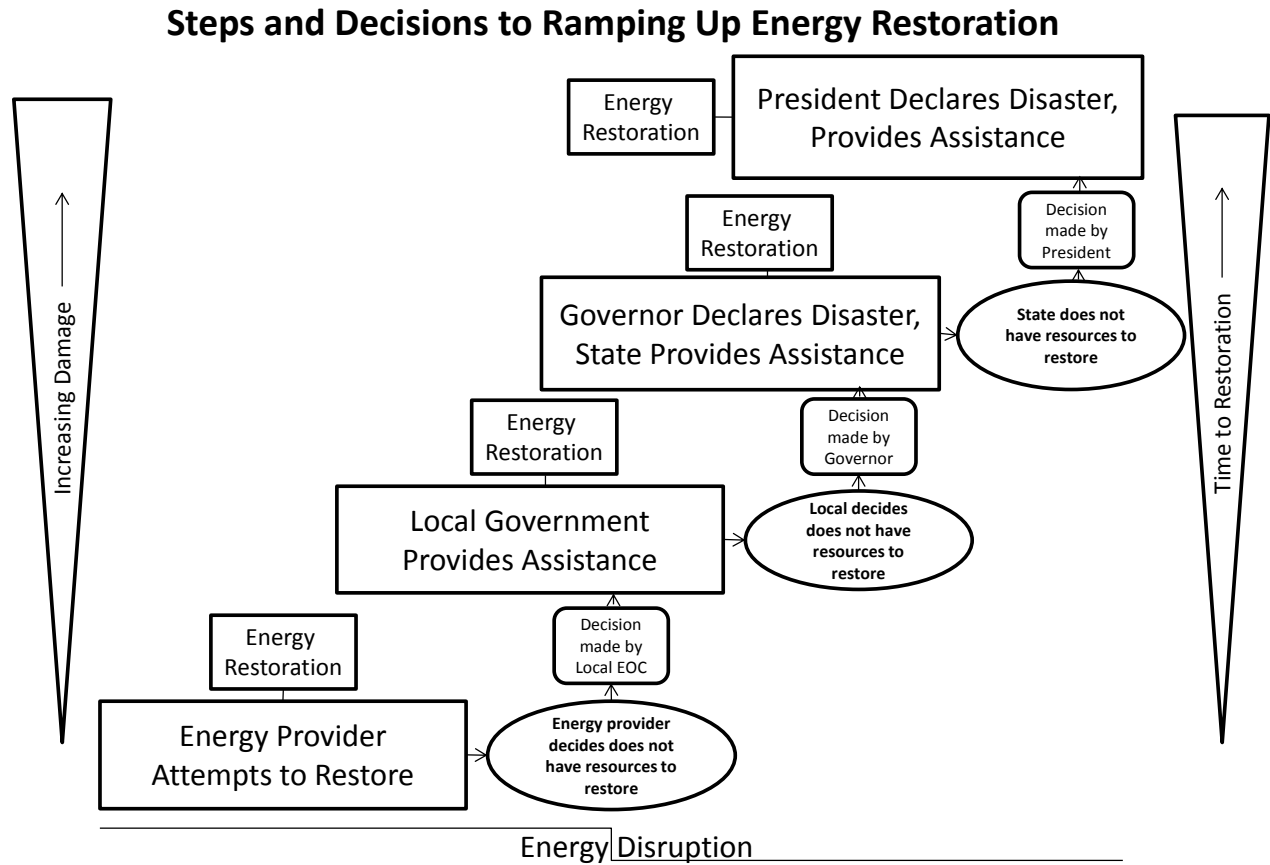 Steps and Decisions to Ramping Up Energy Restoration
Energy
Restoration
President Declares Disaster,
Provides Assistance
Decision
made by
President
Energy
Restoration
Governor Declares Disaster,
State Provides Assistance
State does not
have resources to
restore
Increasing Damage
Time to Restoration
Decision
made by
Governor
Energy
Restoration
Local Government
Provides Assistance
Local decides
does not have
resources to
restore
Decision
made by
Local EOC
Energy
Restoration
Energy Provider
Attempts to Restore
Energy provider
decides does not
have resources to
restore
Energy Disruption